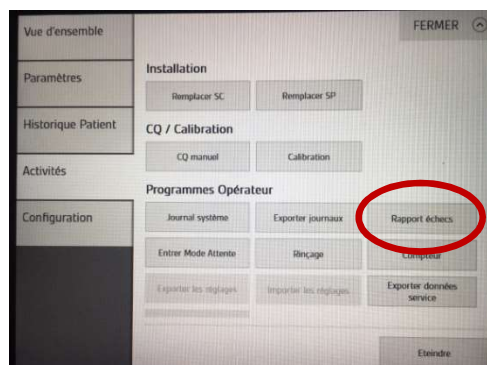 FERMER
Vue d'ensemble
Paramètres
Historique Patient
Activités
Configuration
Installation
Remplacer SC
Remplacer SP
CQ / Calibration
CQ manuel
Calibration
Programmes Opérateur
Journal système
Exporter journaux
Rapport échecs
Entrer Mode Attente
Rinçage
Compteur
Exporter les réglages
Importer les réglages
Exporter données
service
Eteindre